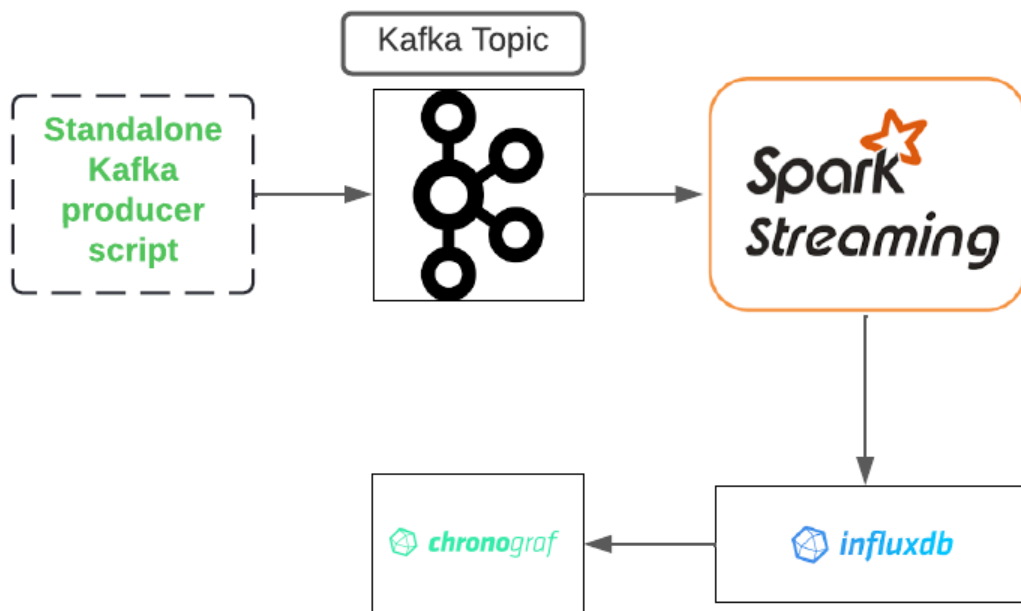 Kafka Topic
Standalone
Kafka
producer
script
Spark
Streaming
chronograf
influxdb